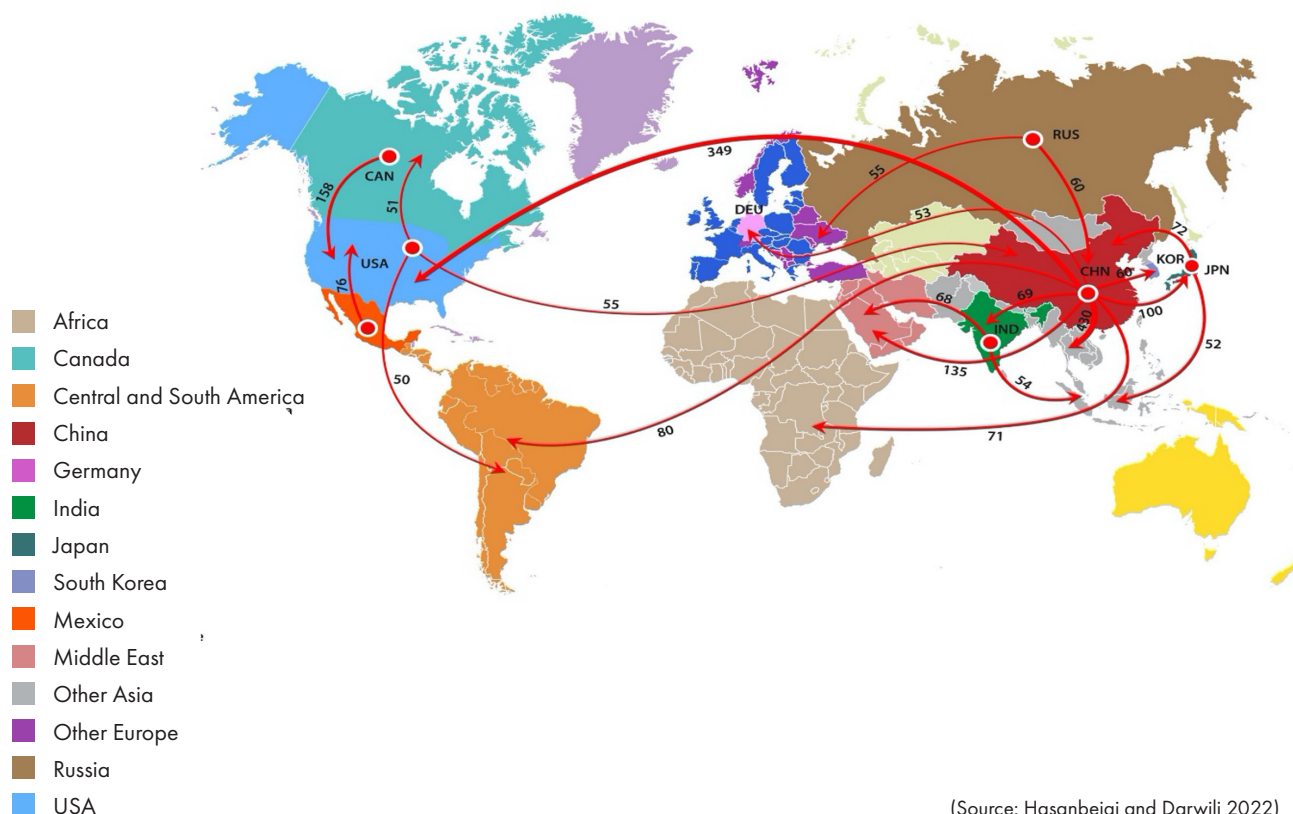 349
RUS
55
CAN
60
158
51
DEU
53
72
USA
KOR
CHN
60
JPN
76
68
69
55
100
430
IND
52
135
54
50
80
71
Africa
Canada
Central and South America
China
Germany
India
Japan
South Korea
Mexico
Middle East
Other Asia
Other Europe
Russia
USA
(Source: Hasanbeigi and Darwili 2022)